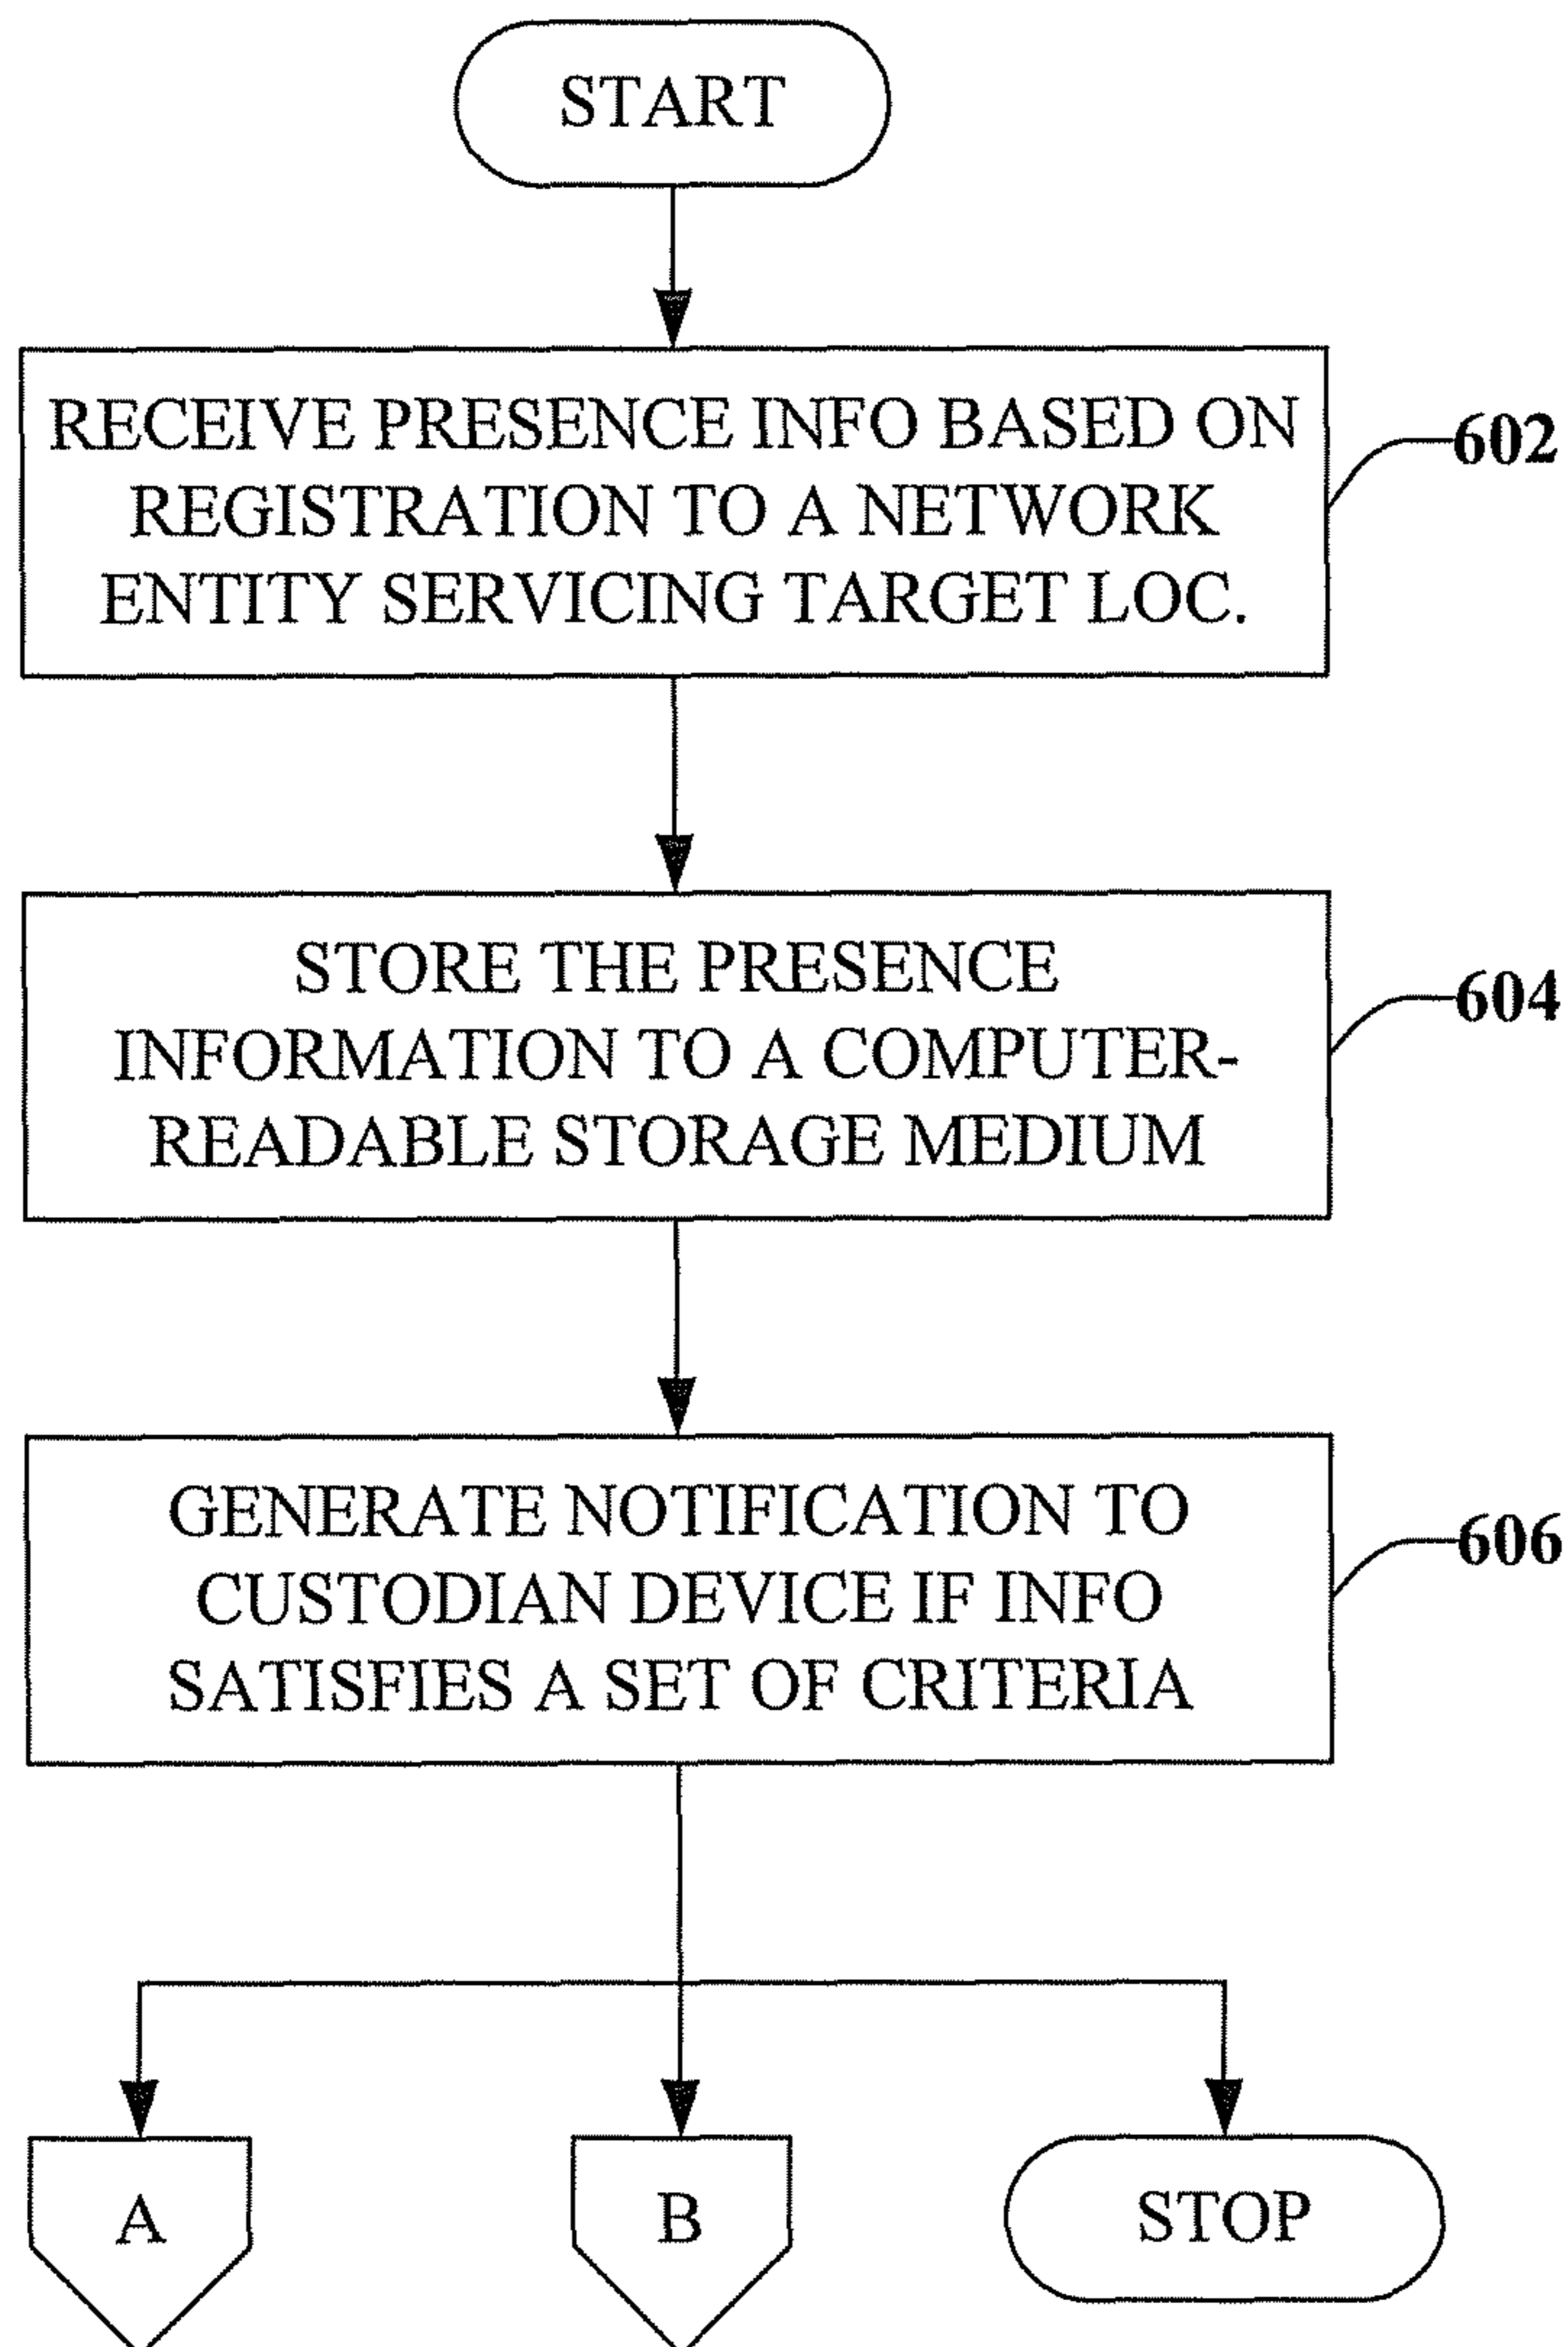 START
RECEIVE PRESENCE INFO BASED ON
REGISTRATION TO A NETWORK
ENTITY SERVICING TARGET LOC.
602
STORE THE PRESENCE
INFORMATION TO A COMPUTER-
READABLE STORAGE MEDIUM
604
GENERATE NOTIFICATION TO
CUSTODIAN DEVICE IF INFO
SATISFIES A SET OF CRITERIA
606
A
B
STOP